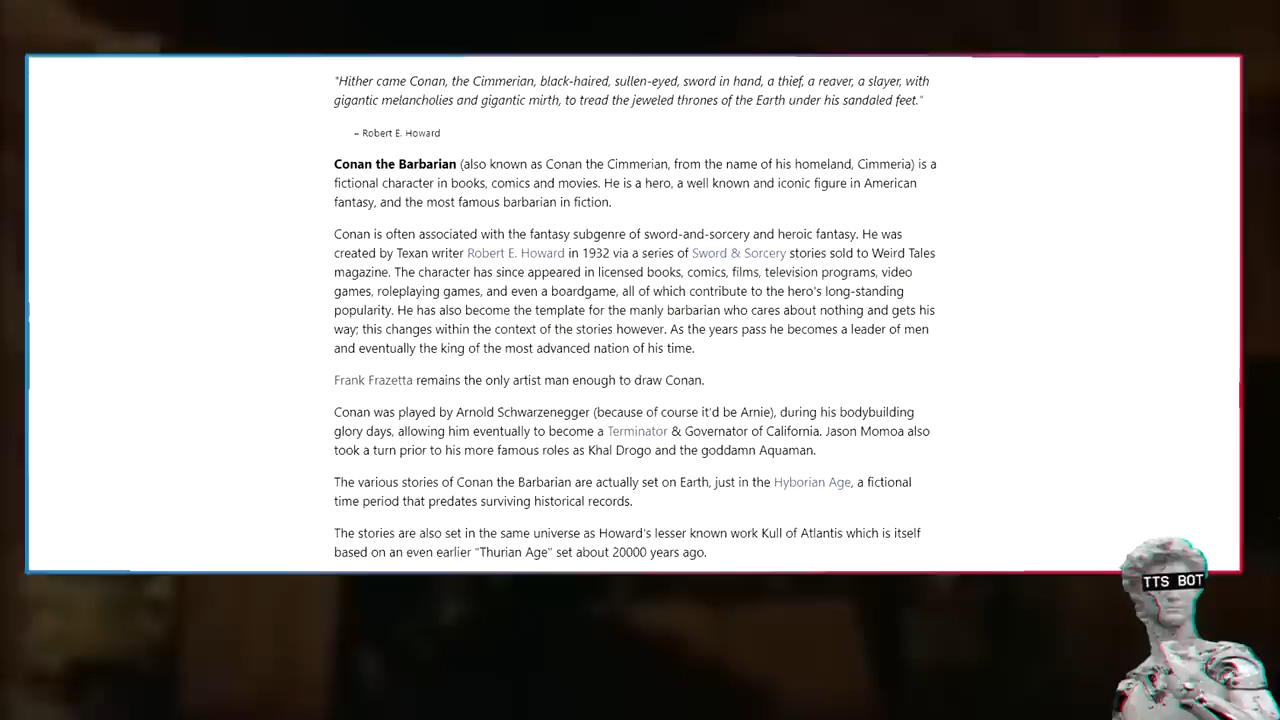 "Hither came Conan, the Cimmerian, black-haired, sullen-eyed, sword in hand, a thief, a reaver, a slayer, with
gigantic melancholies and gigantic mirth, to tread the jeweled thrones of the Earth under his sandaled feet."
– Robert E. Howard
Conan the Barbarian (also known as Conan the Cimmerian, from the name of his homeland, Cimmeria) is a
fictional character in books, comics and movies. He is a hero, a well known and iconic figure in American
fantasy, and the most famous barbarian in fiction.
Conan is often associated with the fantasy subgenre of sword-and-sorcery and heroic fantasy. He was
created by Texan writer Robert E. Howard in 1932 via a series of Sword & Sorcery stories sold to Weird Tales
magazine. The character has since appeared in licensed books, comics, films, television programs, video
games, roleplaying games, and even a boardgame, all of which contribute to the hero's long-standing
popularity. He has also become the template for the manly barbarian who cares about nothing and gets his
way; this changes within the context of the stories however. As the years pass he becomes a leader of men
and eventually the king of the most advanced nation of his time.
Frank Frazetta remains the only artist man enough to draw Conan.
Conan was played by Arnold Schwarzenegger (because of course it'd be Arnie), during his bodybuilding
glory days, allowing him eventually to become a Terminator & Governator of California. Jason Momoa also
took a turn prior to his more famous roles as Khal Drogo and the goddamn Aquaman.
The various stories of Conan the Barbarian are actually set on Earth, just in the Hyborian Age, a fictional
time period that predates surviving historical records.
The stories are also set in the same universe as Howard's lesser known work Kull of Atlantis which is itself
based on an even earlier "Thurian Age" set about 20000 years ago.
TTS BOT